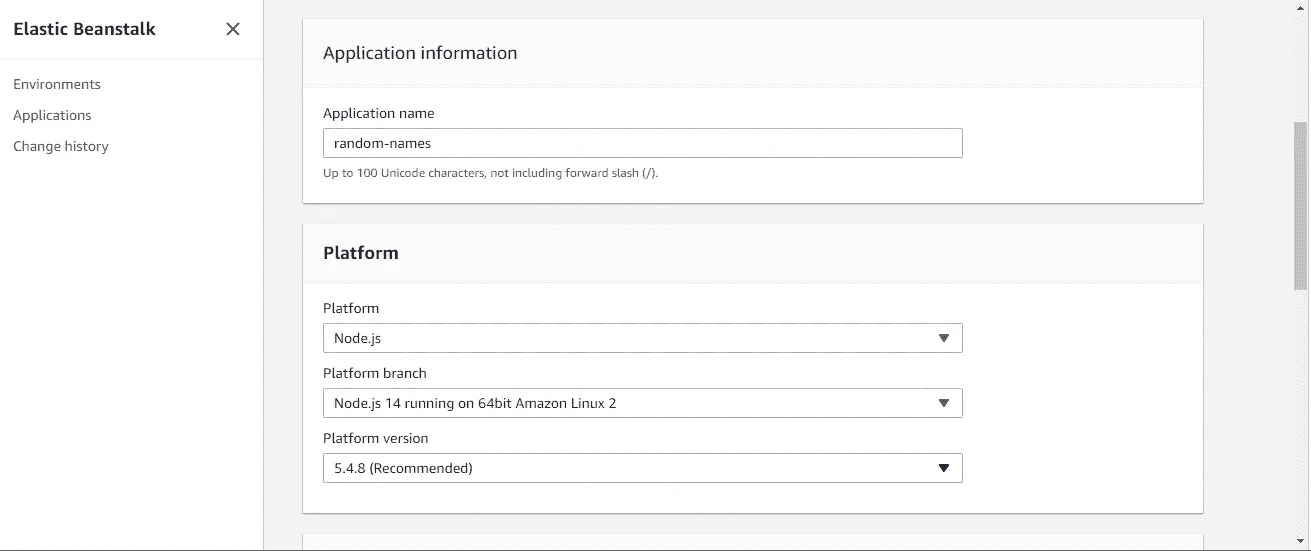 Elastic Beanstalk
Environments
Applications
Change history
Application information
Application name
random-names
Up to 100 Unicode characters, not including forward slash (/).
Platform
Platform
Node.js
Platform branch
Node.js 14 running on 64bit Amazon Linux 2
Platform version
5.4.8 (Recommended)